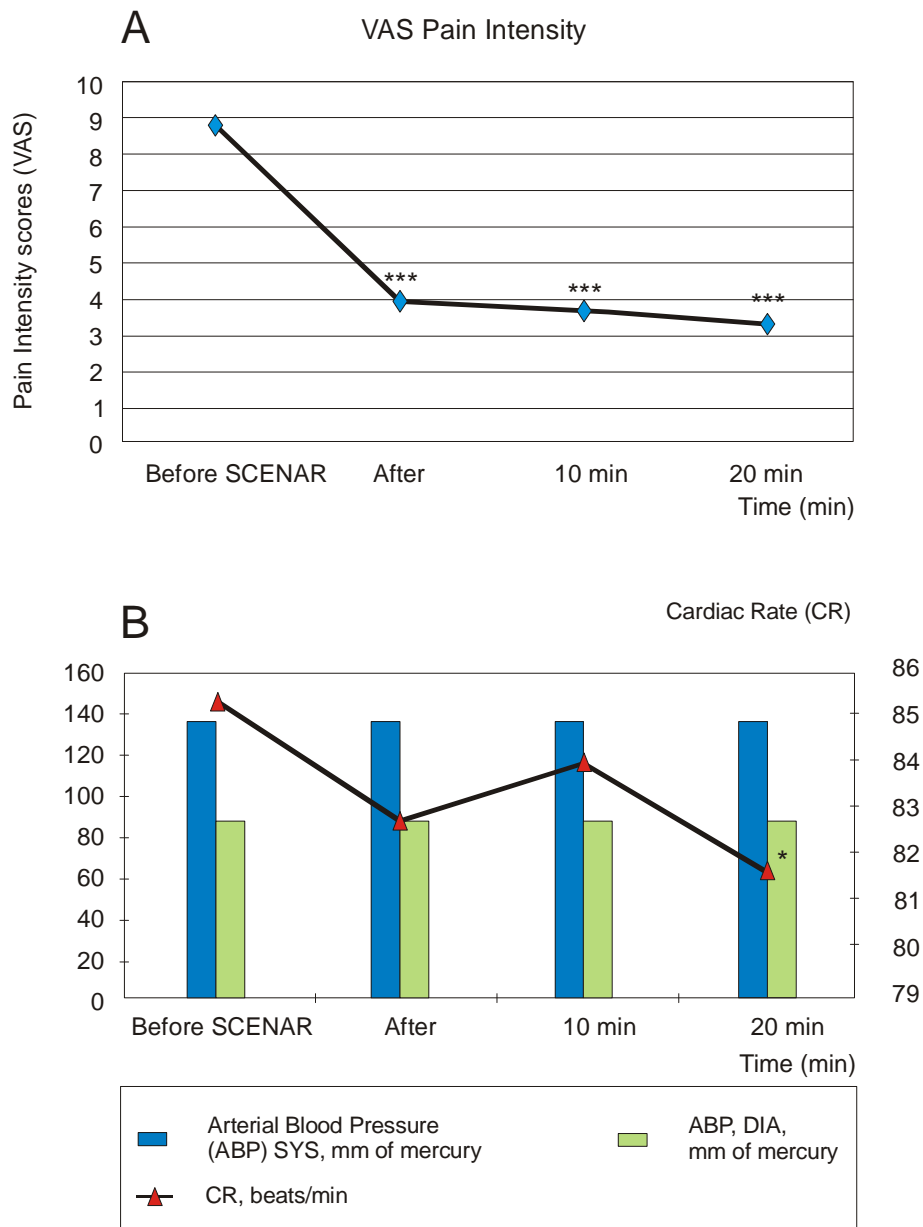 A
VAS Pain Intensity
Pain Intensity scores (VAS)
10
9
8
7
6
5
4
3
2
1
0
***
***
***
Before SCENAR
After
10 min
20 min
Time (min)
B
Cardiac Rate (CR)
160
140
120
100
80
60
40
20
0
86
85
84
83
82
81
80
79
*
Before SCENAR
After
10 min
20 min
Time (min)
Arterial Blood Pressure
(ABP) SYS, mm of mercury
ABP, DIA,
mm of mercury
CR, beats/min